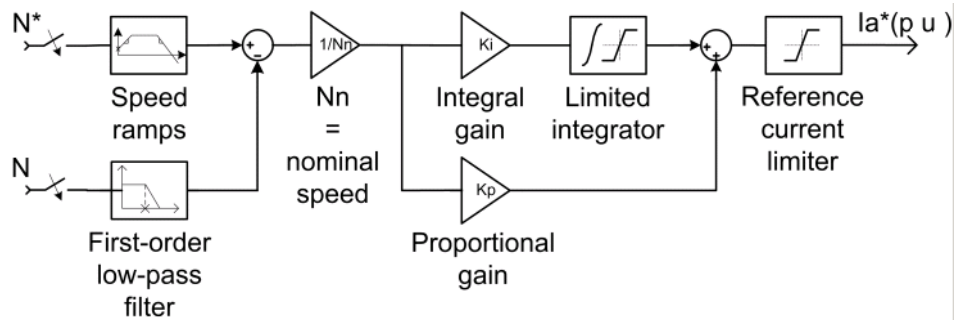 N*
Ia*(p u )
+
-
1/Nn
Ki
+
+
Speed
ramps
Nn
=
nominal
speed
Integral
gain
Limited
integrator
Reference
current
limiter
N
Kp
First-order
low-pass
filter
Proportional
gain